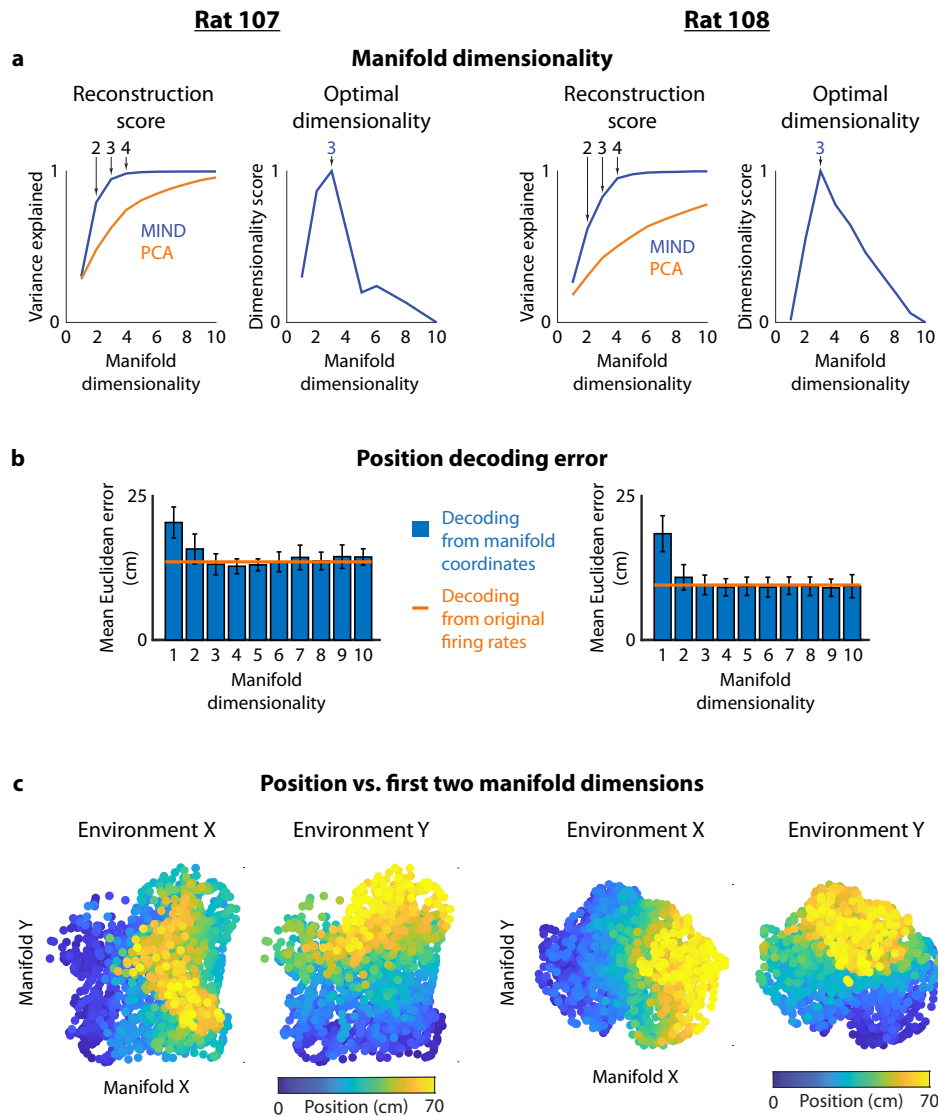 Rat 107
Rat 108
a
Manifold dimensionality
Reconstruction
score
2 3 4
1
Variance explained
0
MIND
PCA
0 2 4 6 8 10
Manifold
dimensionality
Optimal
dimensionality
3
1
Dimensionality score
0
0 2 4 6 8 10
Manifold
dimensionality
Reconstruction
score
2 3 4
1
Variance explained
0
MIND
PCA
0 2 4 6 8 10
Manifold
dimensionality
Optimal
dimensionality
3
1
Dimensionality score
0
0 2 4 6 8 10
Manifold
dimensionality
b
Position decoding error
25
Mean Euclidean error
(cm)
0
1 2 3 4 5 6 7 8 9 10
Manifold
dimensionality
Decoding
from manifold
coordinates
Decoding
from original
firing rates
25
Mean Euclidean error
(cm)
0
1 2 3 4 5 6 7 8 9 10
Manifold
dimensionality
c
Position vs. first two manifold dimensions
Environment X
Environment Y
Manifold Y
Manifold X
0 Position (cm) 70
Environment X
Environment Y
Manifold Y
Manifold X
0 Position (cm) 70